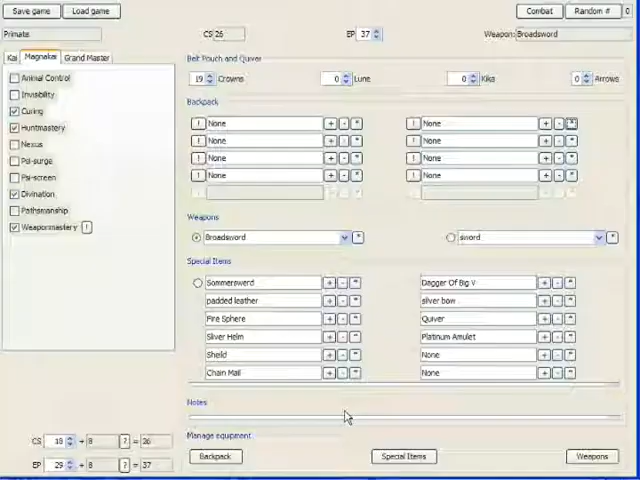 Save game Load game Combat Random # 0
Primate CS 26 EP 37 Weapon: Broadsword
Kai Magnakai Grand Master
Belt Pouch and Quiver
19 Crowns 0 Lune 0 Kika 0 Arrows
Animal Control
Invisibility
Curing
Huntmastery
Nexus
Psi-surge
Psi-screen
Divination
Pathsmanship
Weaponmastery !
Backpack
! None + - * ! None + - *
! None + - * ! None + - *
! None + - * ! None + - *
! None + - * ! None + - *
Weapons
Broadsword * sword *
Special Items
Sommerswerd + - * Dagger Of Big V + - *
padded leather + - * silver bow + - *
Fire Sphere + - * Quiver + - *
Sliver Helm + - * Platinum Amulet + - *
Sheild + - * None + - *
Chain Mail + - * None + - *
Notes
Manage equipment
Backpack Special Items Weapons
CS 18 + 8 ? = 26
EP 29 + 8 ? = 37